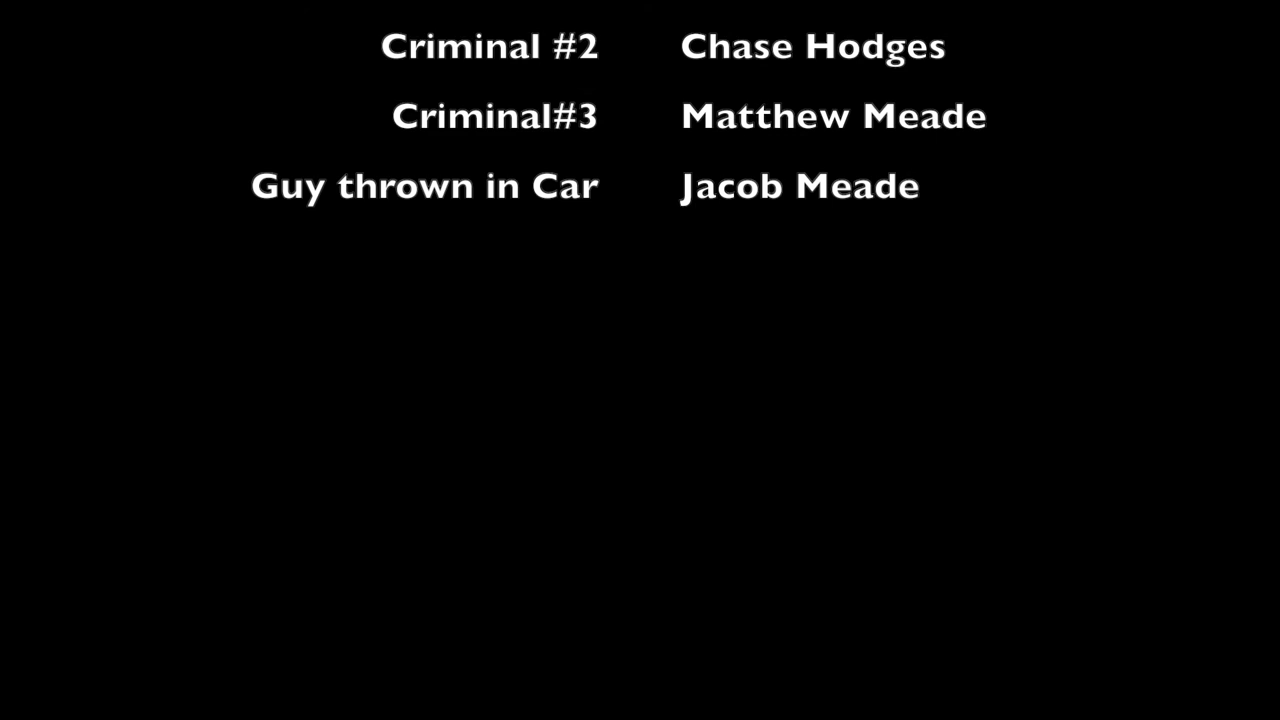 Criminal #2 Chase Hodges
Criminal#3 Matthew Meade
Guy thrown in Car Jacob Meade